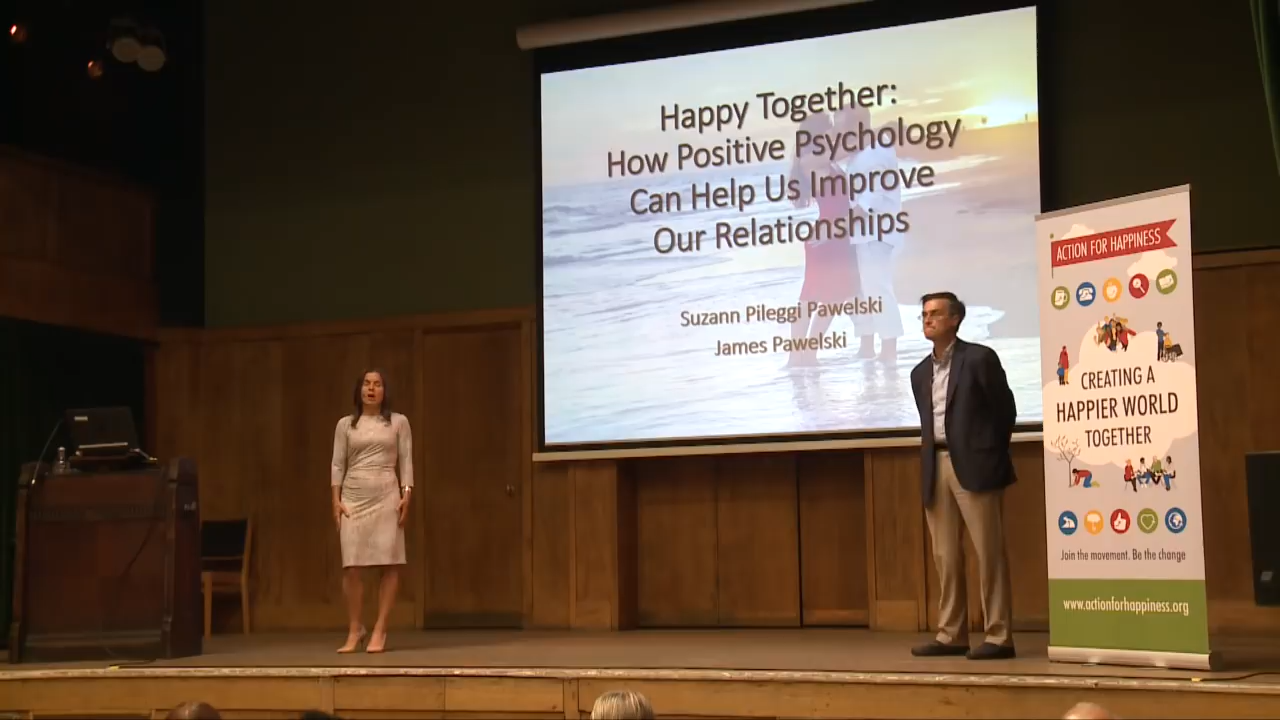 Happy Together:
How Positive Psychology
Can Help Us Improve
Our Relationships
Suzann Pileggi Pawelski
James Pawelski
ACTION FOR HAPPINESS
CREATING A
HAPPIER WORLD
TOGETHER
Join the movement. Be the change
www.actionforhappiness.org